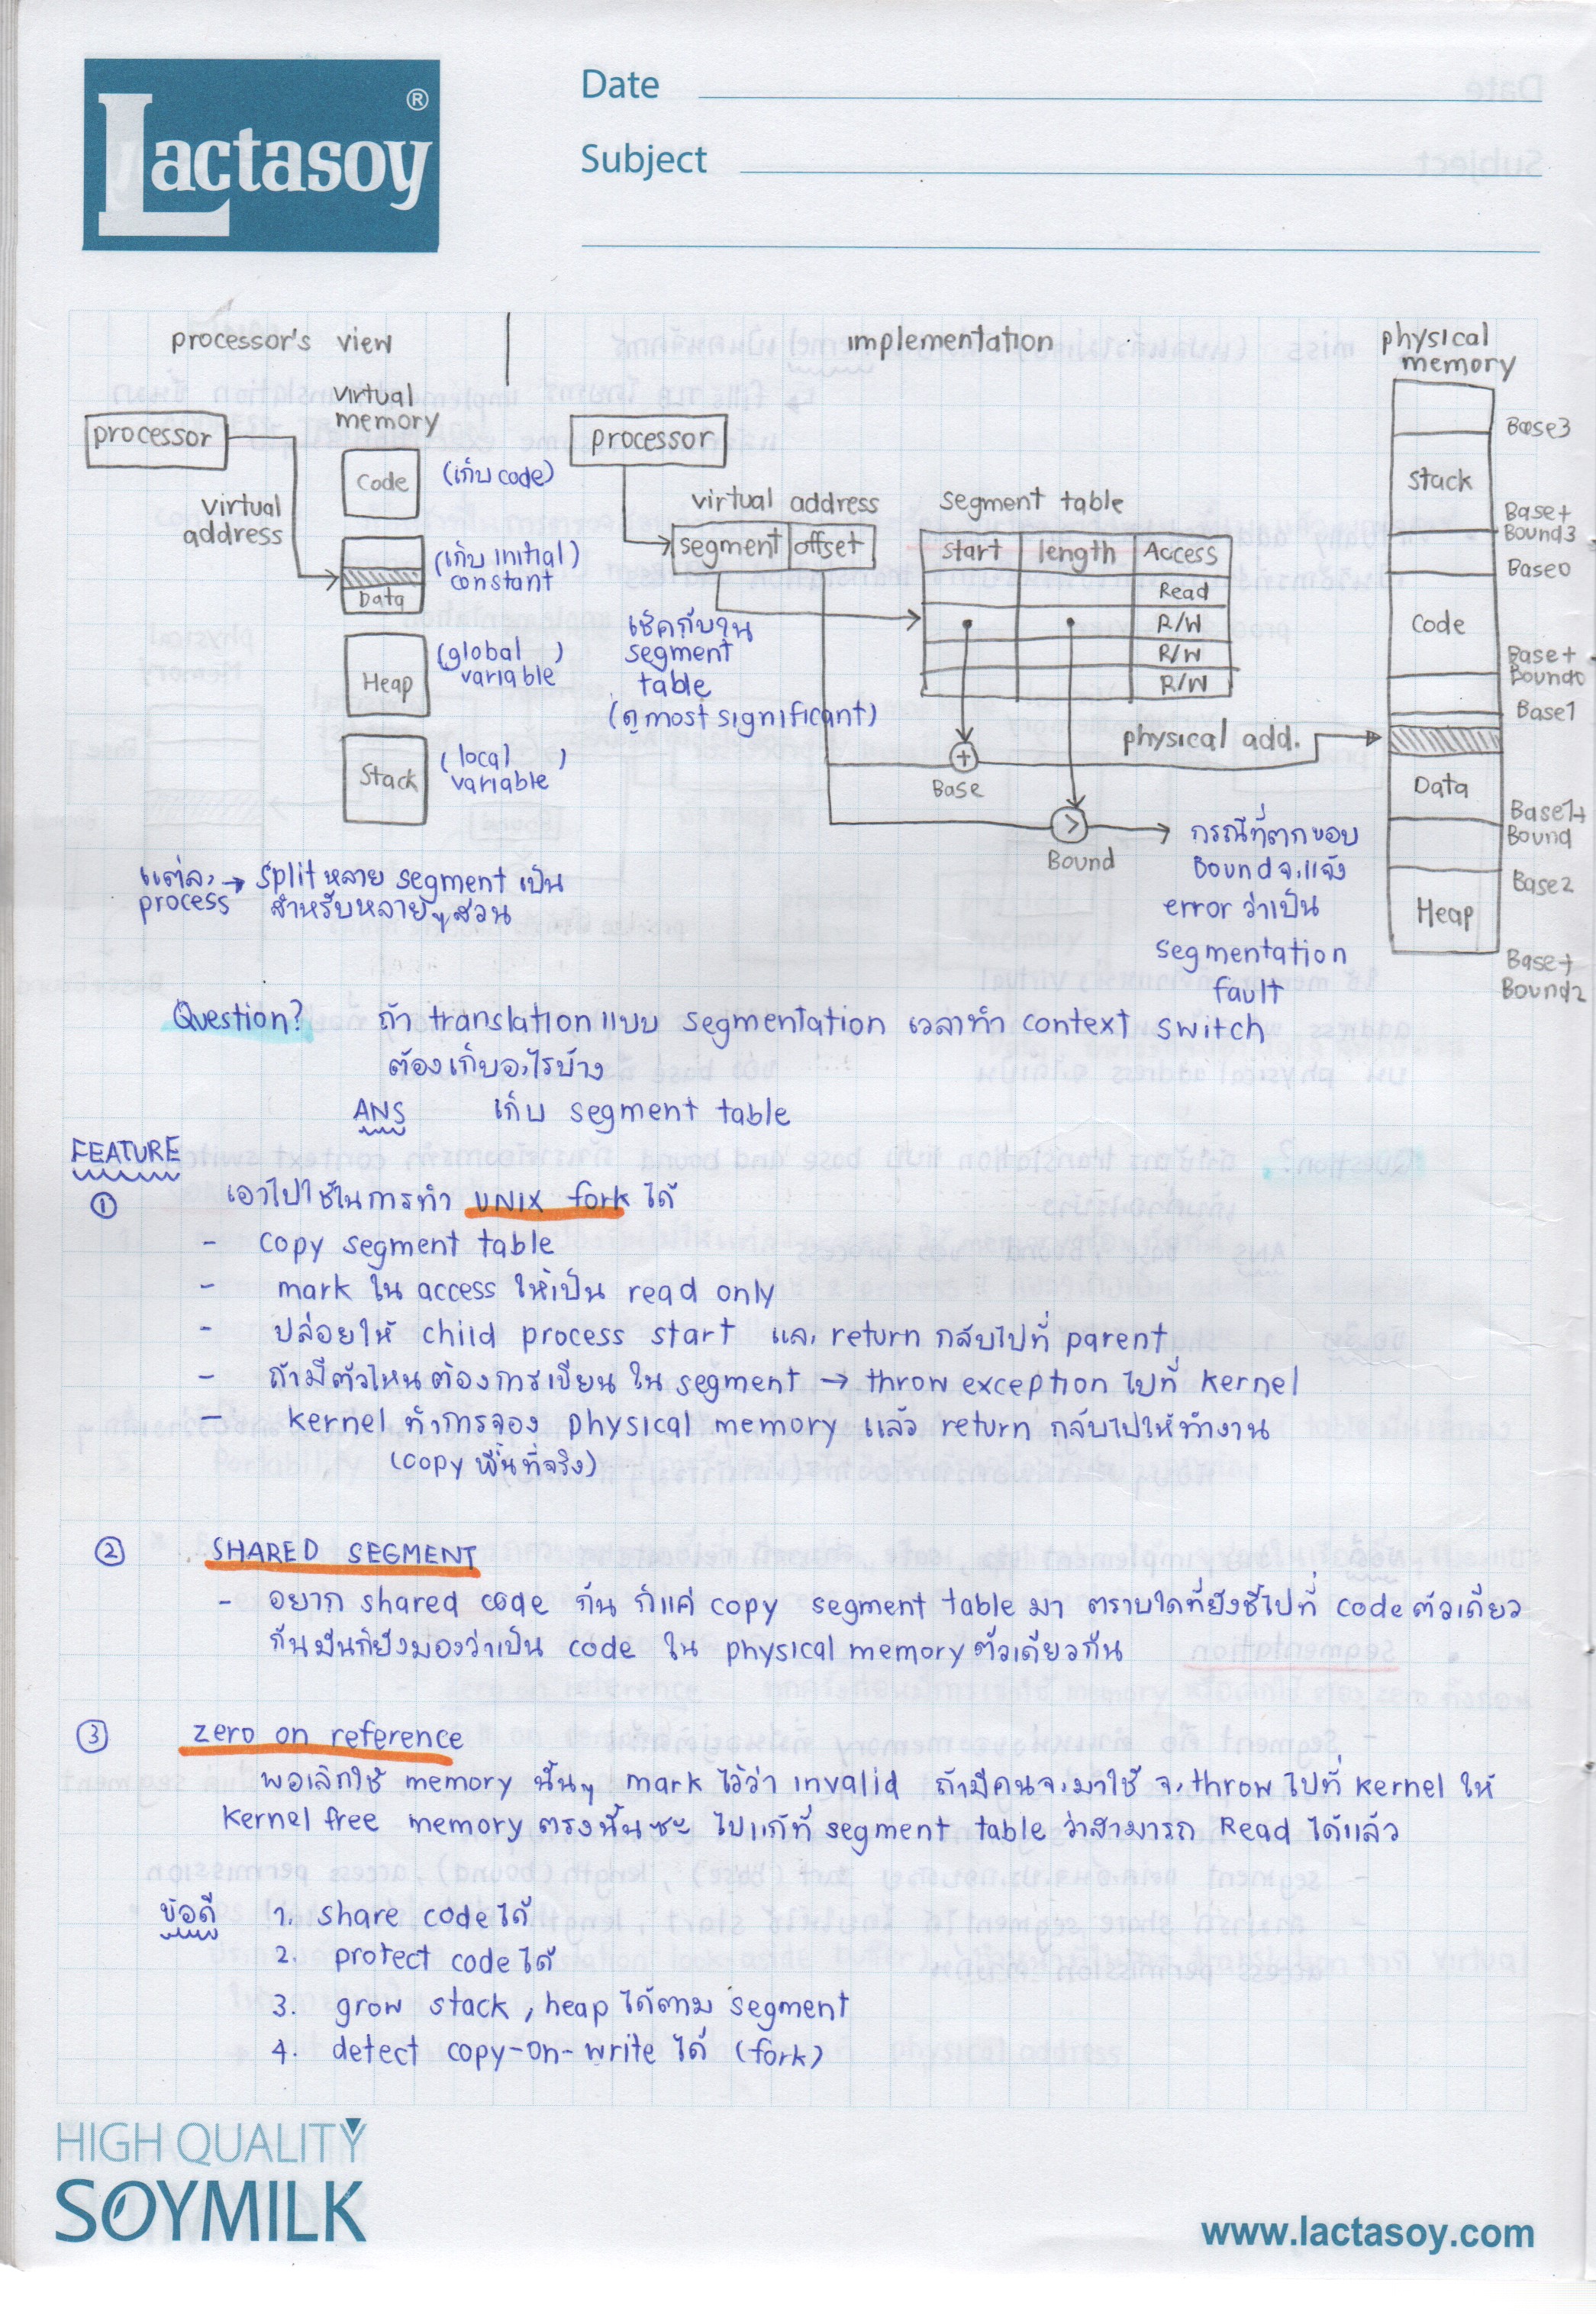 Lactasoy ®
Date
Subject
processor's view
implementation
physical
memory
virtual
memory
processor
virtual
address
Code
(เก็บ code)
(เก็บ initial)
constant
Data
Heap
(global
variable)
Stack
(local
variable)
แต่ละ → split หลาย segment เป็น
process สำหรับหลายๆส่วน
processor
virtual address
segment offset
segment table
start length Access
Read
R/W
R/W
R/W
เช็คกับใน
segment
table
(ดู most significant)
+
Base
physical add.
>
Bound
กรณีที่ตกขอบ
Bound จะแจ้ง
error ว่าเป็น
segmentation
fault
Base3
Stack
Base+
Bound3
Base0
Code
Base+
Bound0
Base1
Data
Base1+
Bound
Base2
Heap
Base+
Bound2
Question? ถ้า translation แบบ segmentation เวลาทำ context switch
ต้องเก็บอะไรบ้าง
ANS เก็บ segment table
FEATURE
① เอาไปใช้ในการทำ UNIX fork ได้
- copy segment table
- mark ใน access ให้เป็น read only
- ปล่อยให้ child process start และ return กลับไปที่ parent
- ถ้ามีตัวไหนต้องการเขียน ใน segment → throw exception ไปที่ kernel
- kernel ทำการจอง physical memory แล้ว return กลับไปให้ทำงาน
(copy พื้นที่จริง)
② SHARED SEGMENT
- อยาก shared code กัน ก็แค่ copy segment table มา ตราบใดที่ยังชี้ไปที่ code ตัวเดียว
กันมันก็ยังมองว่าเป็น code ใน physical memory ตัวเดียวกัน
③ zero on reference
พอเลิกใช้ memory นั้นๆ mark ไว้ว่า invalid ถ้ามีคนจะมาใช้ จะ throw ไปที่ kernel ให้
kernel free memory ตรงนั้นซะ ไปแก้ที่ segment table ว่าสามารถ Read ได้แล้ว
ข้อดี 1. share code ได้
2. protect code ได้
3. grow stack , heap ได้ตาม segment
4. detect copy-on-write ได้ (fork)
HIGH QUALITY
SOYMILK
www.lactasoy.com